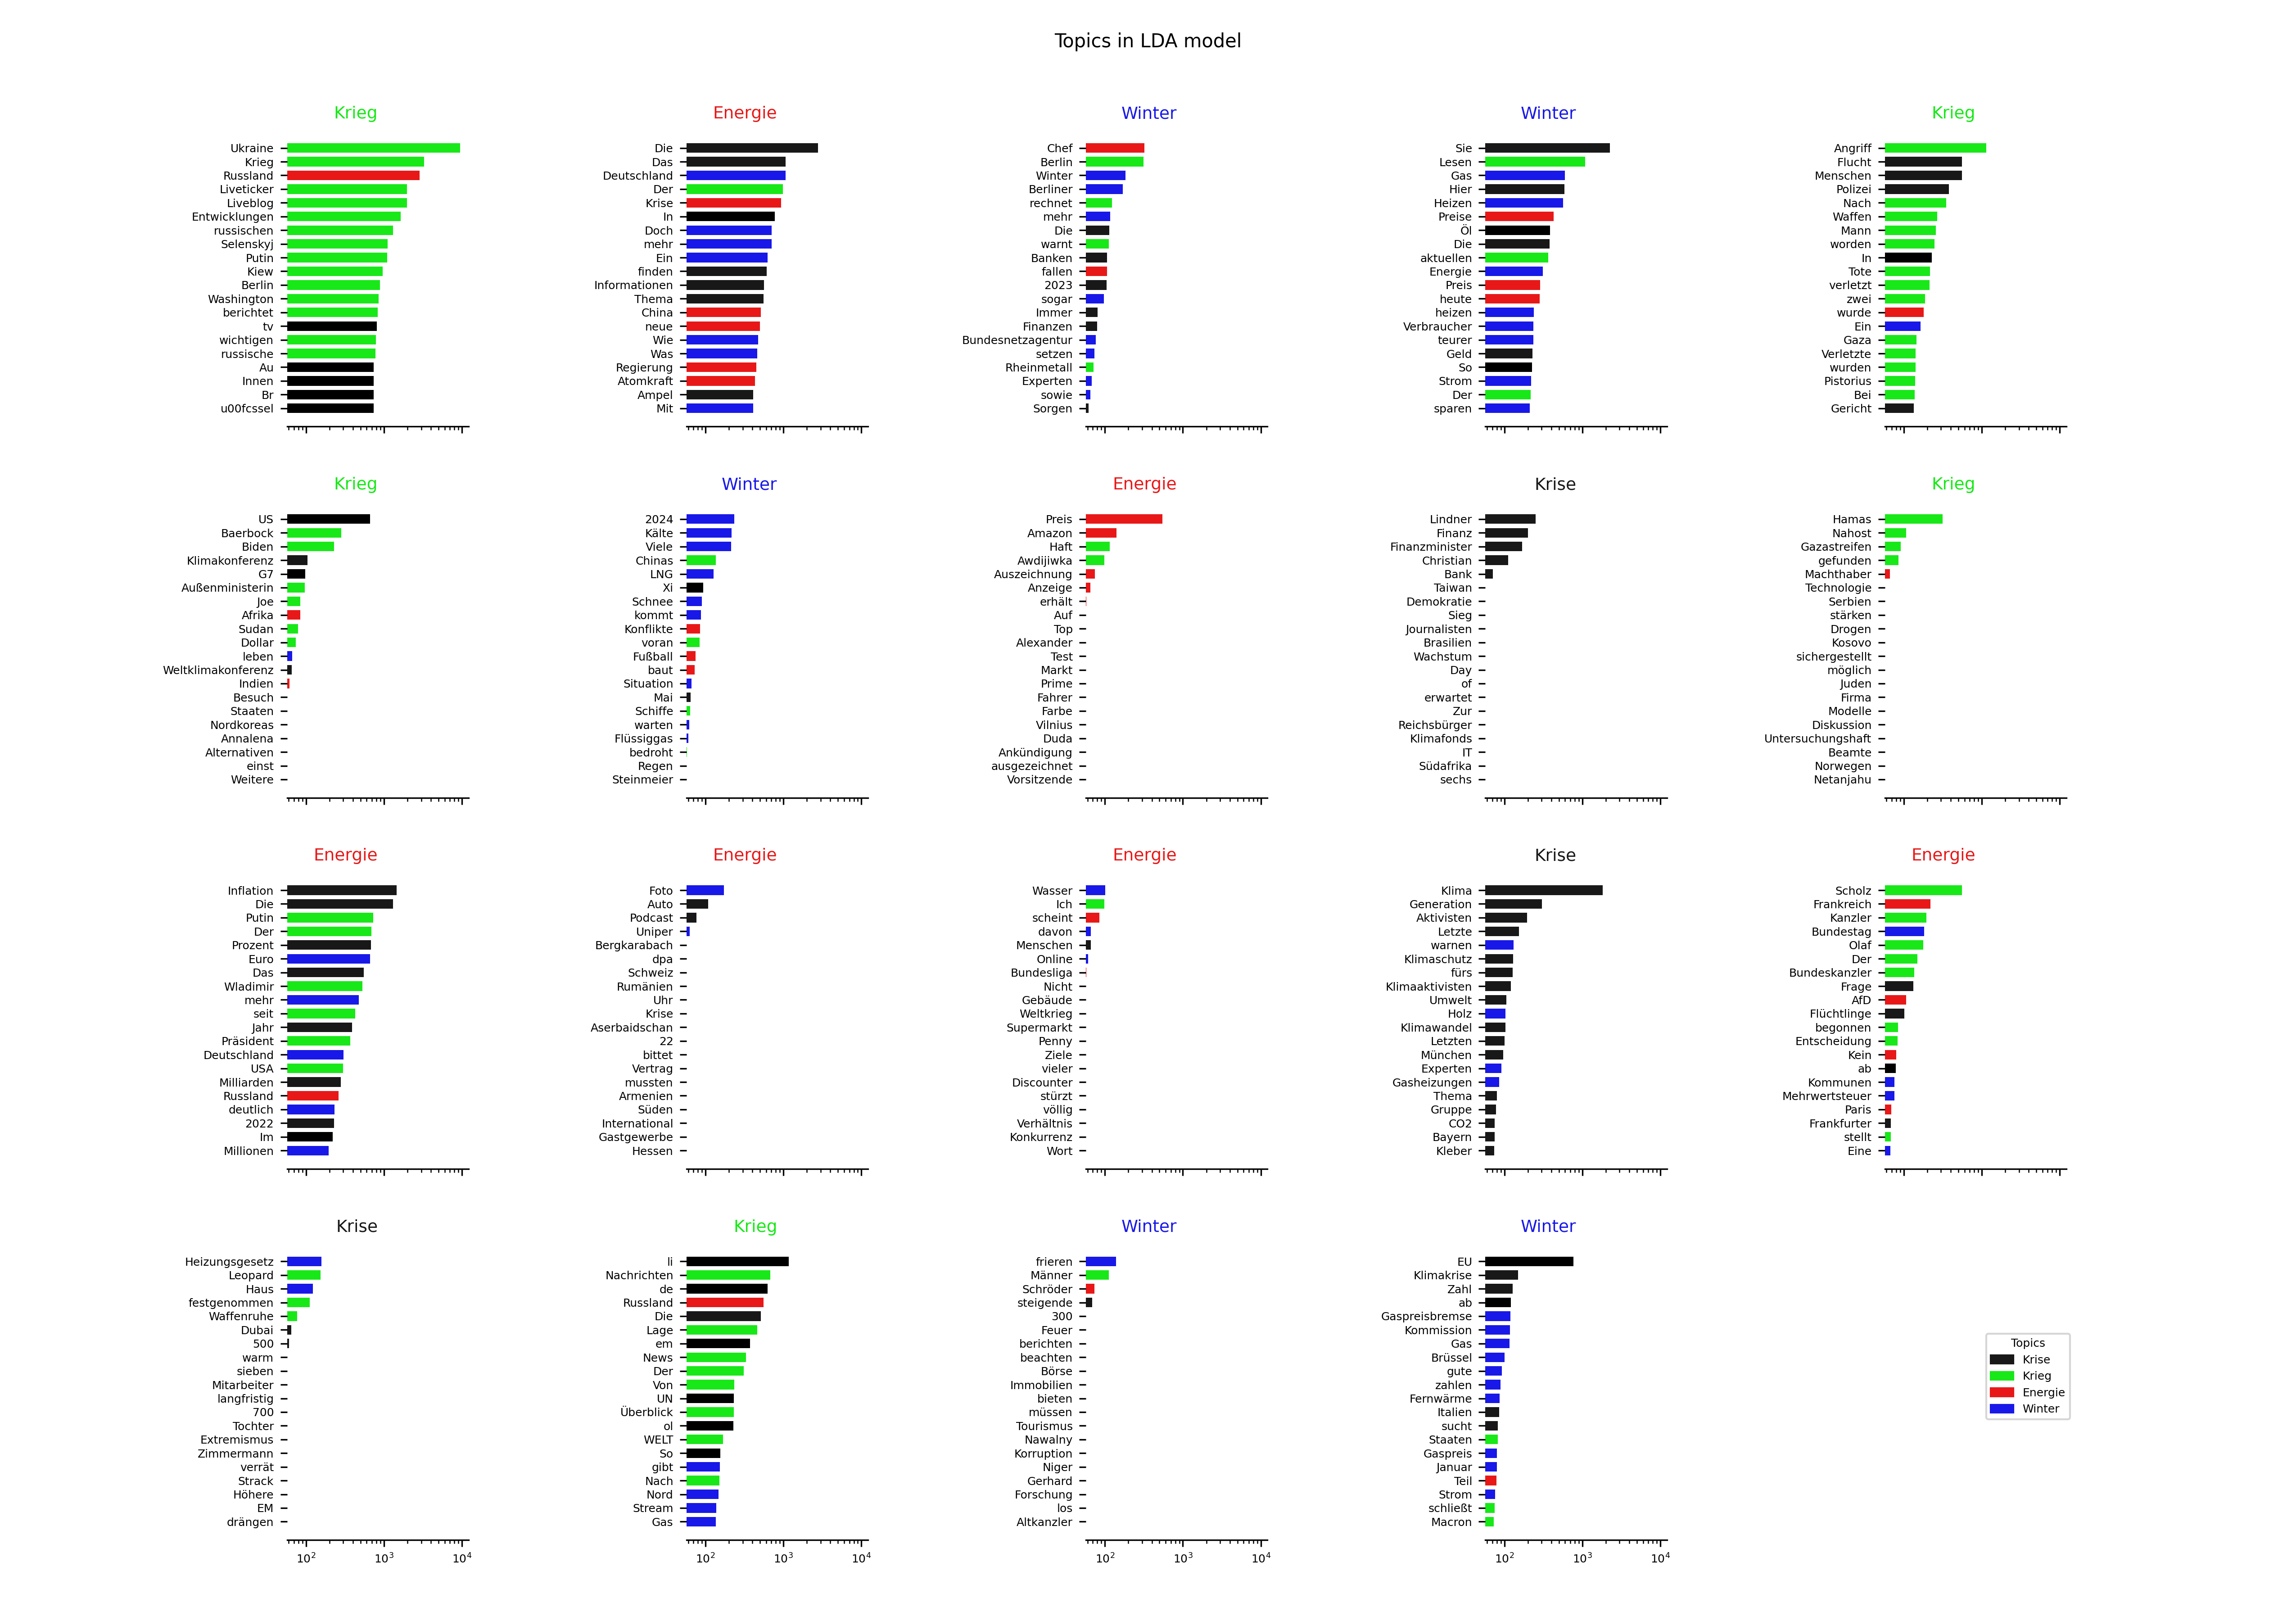 Topics in LDA model
Krieg
Ukraine
Krieg
Russland
Liveticker
Liveblog
Entwicklungen
russischen
Selenskyj
Putin
Kiew
Berlin
Washington
berichtet
tv
wichtigen
russische
Au
Innen
Br
u00fcssel
Energie
Die
Das
Deutschland
Der
Krise
In
Doch
mehr
Ein
finden
Informationen
Thema
China
neue
Wie
Was
Regierung
Atomkraft
Ampel
Mit
Winter
Chef
Berlin
Winter
Berliner
rechnet
mehr
Die
warnt
Banken
fallen
2023
sogar
Immer
Finanzen
Bundesnetzagentur
setzen
Rheinmetall
Experten
sowie
Sorgen
Winter
Sie
Lesen
Gas
Hier
Heizen
Preise
Öl
Die
aktuellen
Energie
Preis
heute
heizen
Verbraucher
teurer
Geld
So
Strom
Der
sparen
Krieg
Angriff
Flucht
Menschen
Polizei
Nach
Waffen
Mann
worden
In
Tote
verletzt
zwei
wurde
Ein
Gaza
Verletzte
wurden
Pistorius
Bei
Gericht
Krieg
US
Baerbock
Biden
Klimakonferenz
G7
Außenministerin
Joe
Afrika
Sudan
Dollar
leben
Weltklimakonferenz
Indien
Besuch
Staaten
Nordkoreas
Annalena
Alternativen
einst
Weitere
Winter
2024
Kälte
Viele
Chinas
LNG
Xi
Schnee
kommt
Konflikte
voran
Fußball
baut
Situation
Mai
Schiffe
warten
Flüssiggas
bedroht
Regen
Steinmeier
Energie
Preis
Amazon
Haft
Awdijiwka
Auszeichnung
Anzeige
erhält
Auf
Top
Alexander
Test
Markt
Prime
Fahrer
Farbe
Vilnius
Duda
Ankündigung
ausgezeichnet
Vorsitzende
Krise
Lindner
Finanz
Finanzminister
Christian
Bank
Taiwan
Demokratie
Sieg
Journalisten
Brasilien
Wachstum
Day
of
erwartet
Zur
Reichsbürger
Klimafonds
IT
Südafrika
sechs
Krieg
Hamas
Nahost
Gazastreifen
gefunden
Machthaber
Technologie
Serbien
stärken
Drogen
Kosovo
sichergestellt
möglich
Juden
Firma
Modelle
Diskussion
Untersuchungshaft
Beamte
Norwegen
Netanjahu
Energie
Inflation
Die
Putin
Der
Prozent
Euro
Das
Wladimir
mehr
seit
Jahr
Präsident
Deutschland
USA
Milliarden
Russland
deutlich
2022
Im
Millionen
Energie
Foto
Auto
Podcast
Uniper
Bergkarabach
dpa
Schweiz
Rumänien
Uhr
Krise
Aserbaidschan
22
bittet
Vertrag
mussten
Armenien
Süden
International
Gastgewerbe
Hessen
Energie
Wasser
Ich
scheint
davon
Menschen
Online
Bundesliga
Nicht
Gebäude
Weltkrieg
Supermarkt
Penny
Ziele
vieler
Discounter
stürzt
völlig
Verhältnis
Konkurrenz
Wort
Krise
Klima
Generation
Aktivisten
Letzte
warnen
Klimaschutz
fürs
Klimaaktivisten
Umwelt
Holz
Klimawandel
Letzten
München
Experten
Gasheizungen
Thema
Gruppe
CO2
Bayern
Kleber
Energie
Scholz
Frankreich
Kanzler
Bundestag
Olaf
Der
Bundeskanzler
Frage
AfD
Flüchtlinge
begonnen
Entscheidung
Kein
ab
Kommunen
Mehrwertsteuer
Paris
Frankfurter
stellt
Eine
Krise
Heizungsgesetz
Leopard
Haus
festgenommen
Waffenruhe
Dubai
500
warm
sieben
Mitarbeiter
langfristig
700
Tochter
Extremismus
Zimmermann
verrät
Strack
Höhere
EM
drängen
10² 10³ 10⁴
Krieg
li
Nachrichten
de
Russland
Die
Lage
em
News
Der
Von
UN
Überblick
ol
WELT
So
gibt
Nach
Nord
Stream
Gas
10² 10³ 10⁴
Winter
frieren
Männer
Schröder
steigende
300
Feuer
berichten
beachten
Börse
Immobilien
bieten
müssen
Tourismus
Nawalny
Korruption
Niger
Gerhard
Forschung
los
Altkanzler
10² 10³ 10⁴
Winter
EU
Klimakrise
Zahl
ab
Gaspreisbremse
Kommission
Gas
Brüssel
gute
zahlen
Fernwärme
Italien
sucht
Staaten
Gaspreis
Januar
Teil
Strom
schließt
Macron
10² 10³ 10⁴
Topics
Krise
Krieg
Energie
Winter